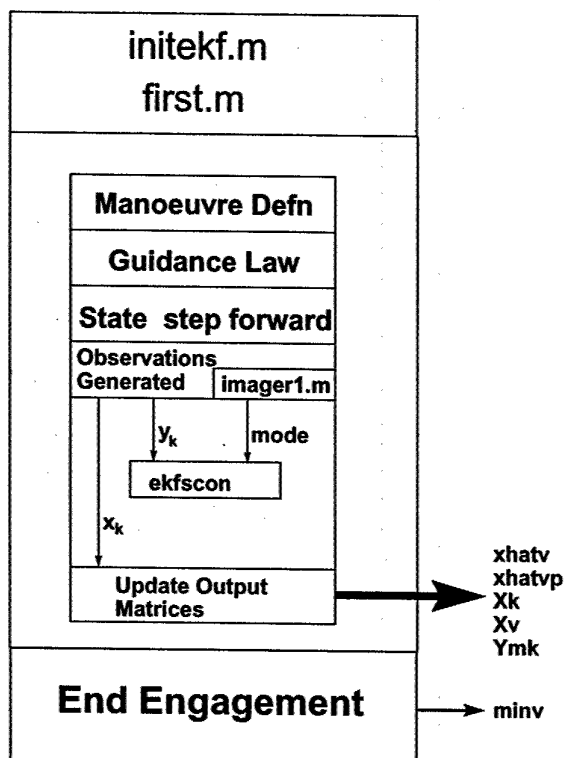 initekf.m
first.m
Manoeuvre Defn
Guidance Law
State step forward
Observations
Generated
imager1.m
yk
mode
ekfscon
xk
Update Output
Matrices
xhatv
xhatvp
Xk
Xv
Ymk
End Engagement
minv